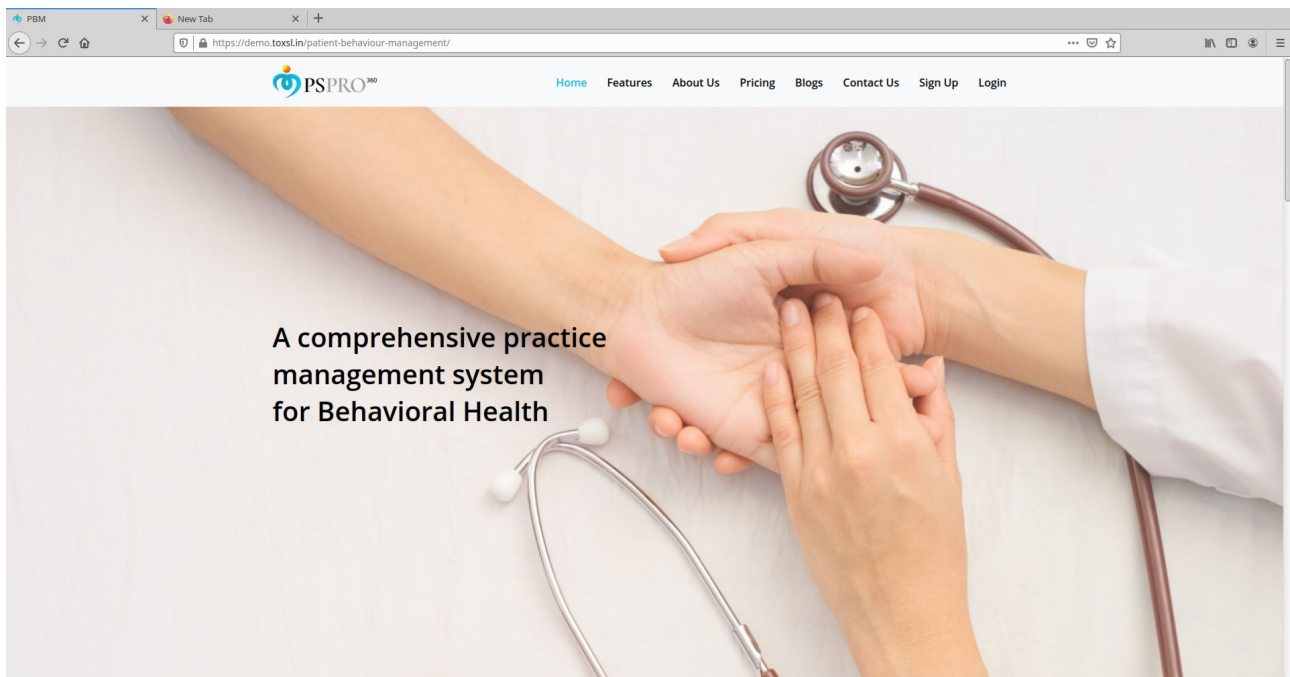 PBM
New Tab
https://demo.toxsl.in/patient-behaviour-management/
PSPRO360
Home Features About Us Pricing Blogs Contact Us Sign Up Login
A comprehensive practice
management system
for Behavioral Health